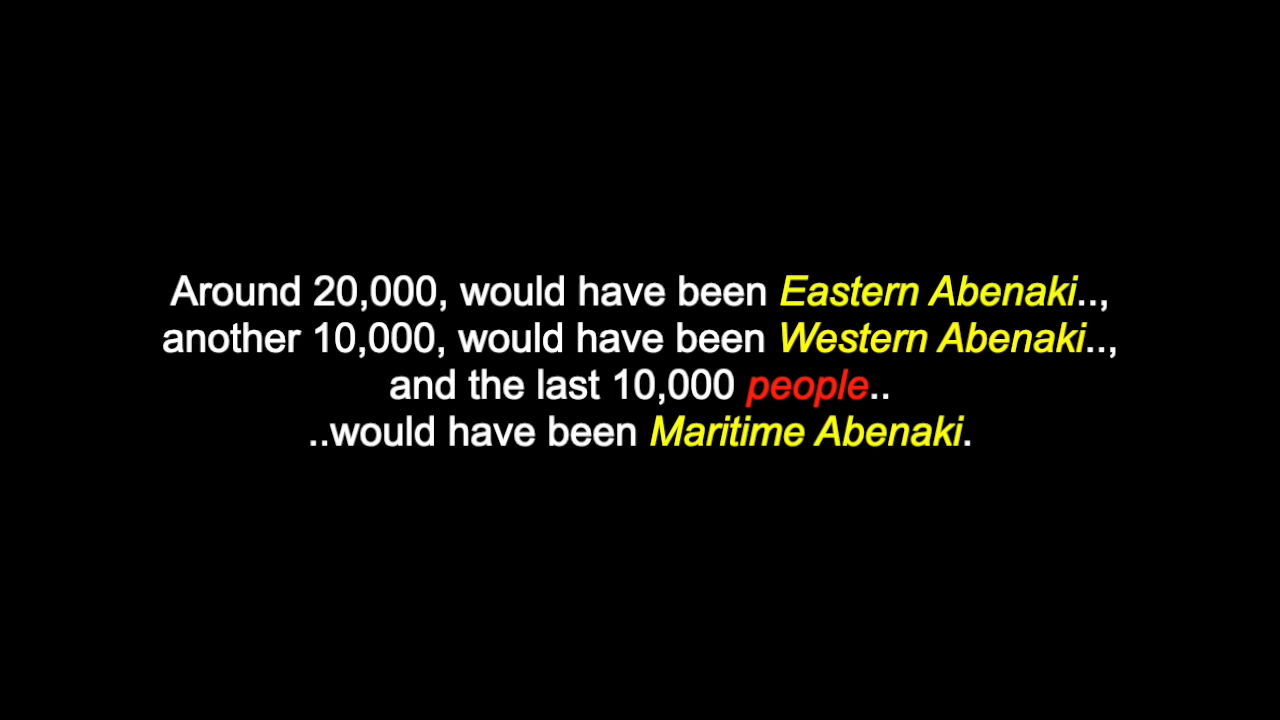 Around 20,000, would have been Eastern Abenaki..,
another 10,000, would have been Western Abenaki..,
and the last 10,000 people..
..would have been Maritime Abenaki.